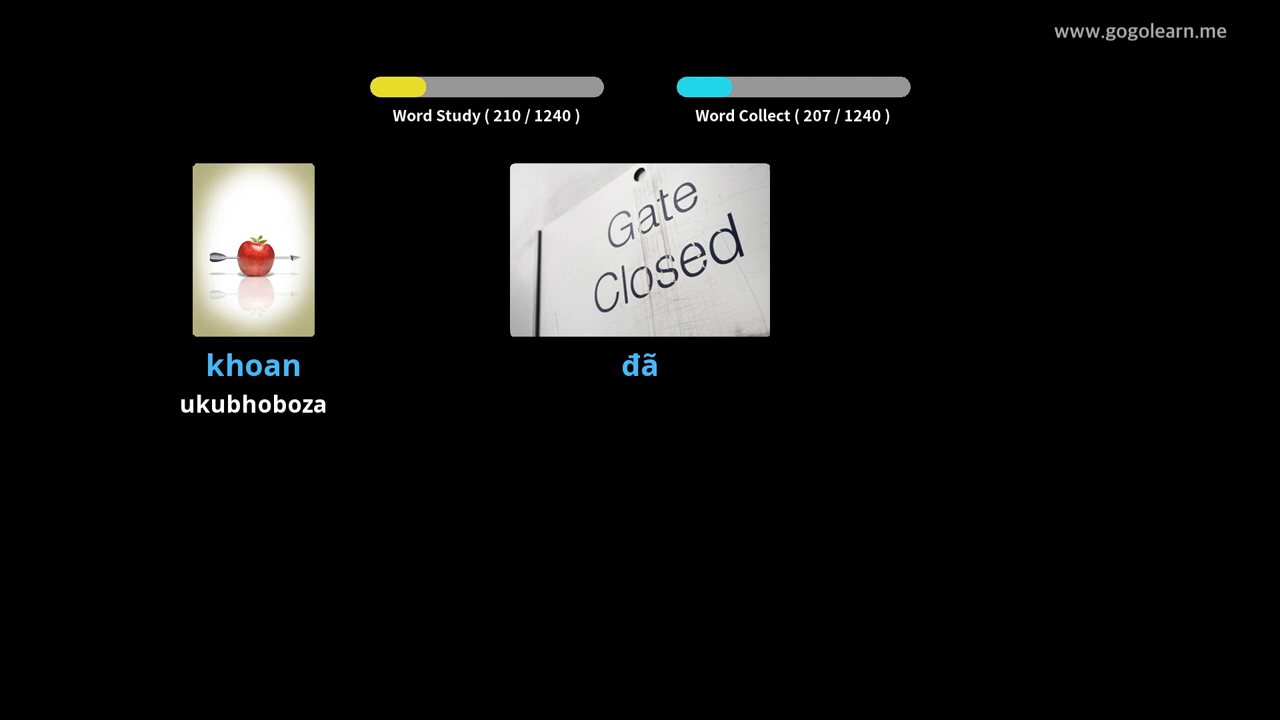 www.gogolearn.me
Word Study ( 210 / 1240 )
Word Collect ( 207 / 1240 )
Gate
Closed
khoan
đã
ukubhoboza